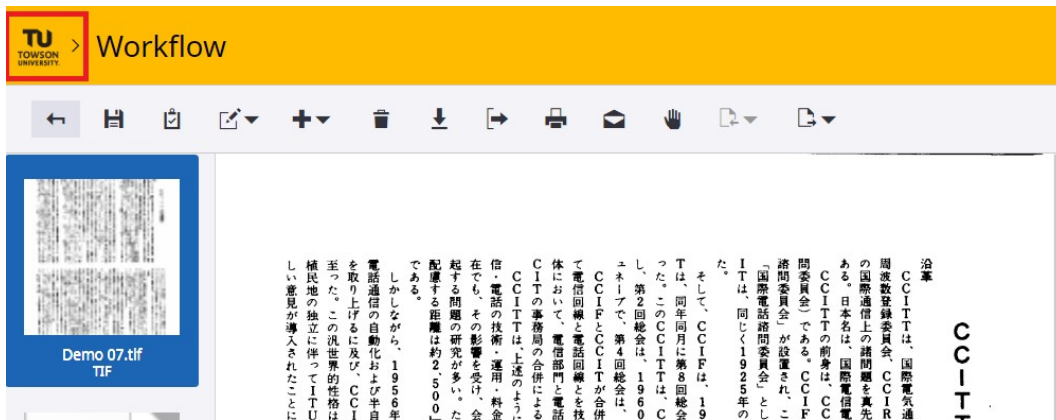 TU
TOWSON
UNIVERSITY
Workflow
Demo 07.tif
TIF
CCIT
沿革
CCITTは、国際電気通
周波数登録委員会、CCIR
の国際通信上の諸問題を真先
ある。日本名は、国際電信電
CCITTの前身は、CC
問委員会）である。CCIF
諮問委員会」が設置され、こ
「国際電話諮問委員会」とし
ITは、同じく1925年の
た。
そして、CCIFは、19
Tは、同年同月に第8回総会
った。このCCITTは、C
し、第2回総会は、1960
ュネーブで、第4回総会は、
CCIFとCCITが合併
て電信回線と電話回線とを技
体において、電信部門と電話
CITの事務局の合併による
CCITTは、上述のように
信・電話の技術・運用・料金
在でも、その影響を受け、会
起する問題の研究が多い。た
配慮する距離は約2,500
である。
しかしながら、1956年
電話通信の自動化および半自
を取り上げるに及び、CCI
至った。この汎世界的性格は
植民地の独立に伴ってITU
しい意見が導入されたことに